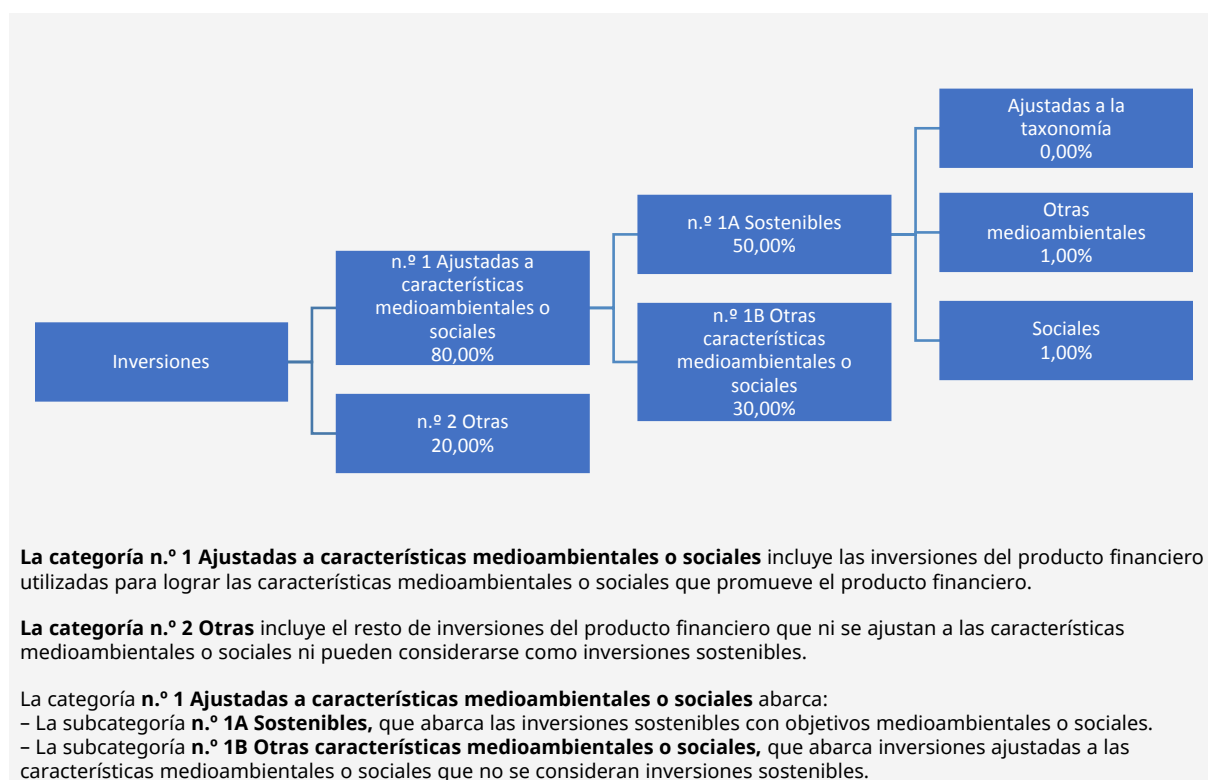 Inversiones
n.º 1 Ajustadas a
características
medioambientales o
sociales
80,00%
n.º 2 Otras
20,00%
n.º 1A Sostenibles
50,00%
n.º 1B Otras
características
medioambientales o
sociales
30,00%
Ajustadas a la
taxonomía
0,00%
Otras
medioambientales
1,00%
Sociales
1,00%
La categoría n.º 1 Ajustadas a características medioambientales o sociales incluye las inversiones del producto financiero
utilizadas para lograr las características medioambientales o sociales que promueve el producto financiero.
La categoría n.º 2 Otras incluye el resto de inversiones del producto financiero que ni se ajustan a las características
medioambientales o sociales ni pueden considerarse como inversiones sostenibles.
La categoría n.º 1 Ajustadas a características medioambientales o sociales abarca:
– La subcategoría n.º 1A Sostenibles, que abarca las inversiones sostenibles con objetivos medioambientales o sociales.
– La subcategoría n.º 1B Otras características medioambientales o sociales, que abarca inversiones ajustadas a las
características medioambientales o sociales que no se consideran inversiones sostenibles.